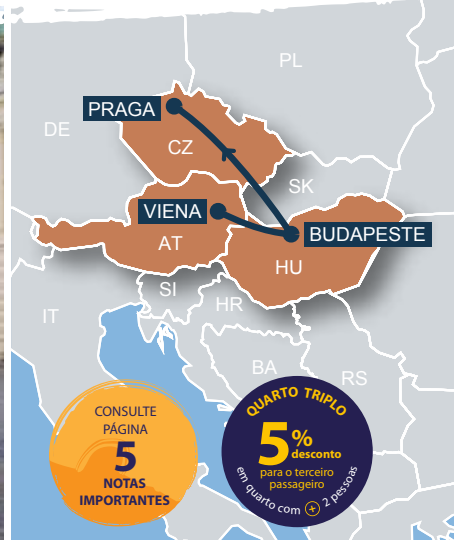 PL
DE
PRAGA
CZ
SK
VIENA
BUDAPESTE
AT
HU
SI
HR
IT
BA
RS
CONSULTE
PÁGINA
5
NOTAS
IMPORTANTES
QUARTO TRIPLO
5%
desconto
para o terceiro
passageiro
em quarto com + 2 pessoas